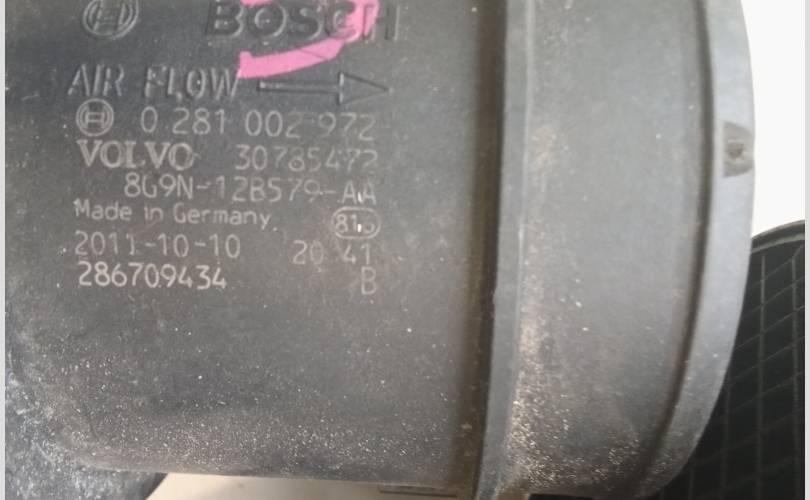 BOSCH
AIR FLOW
0 281 002 972
VOLVO 30785472
8G9N-12B579-AA
Made in Germany
2011-10-10 20 41
286709434 B